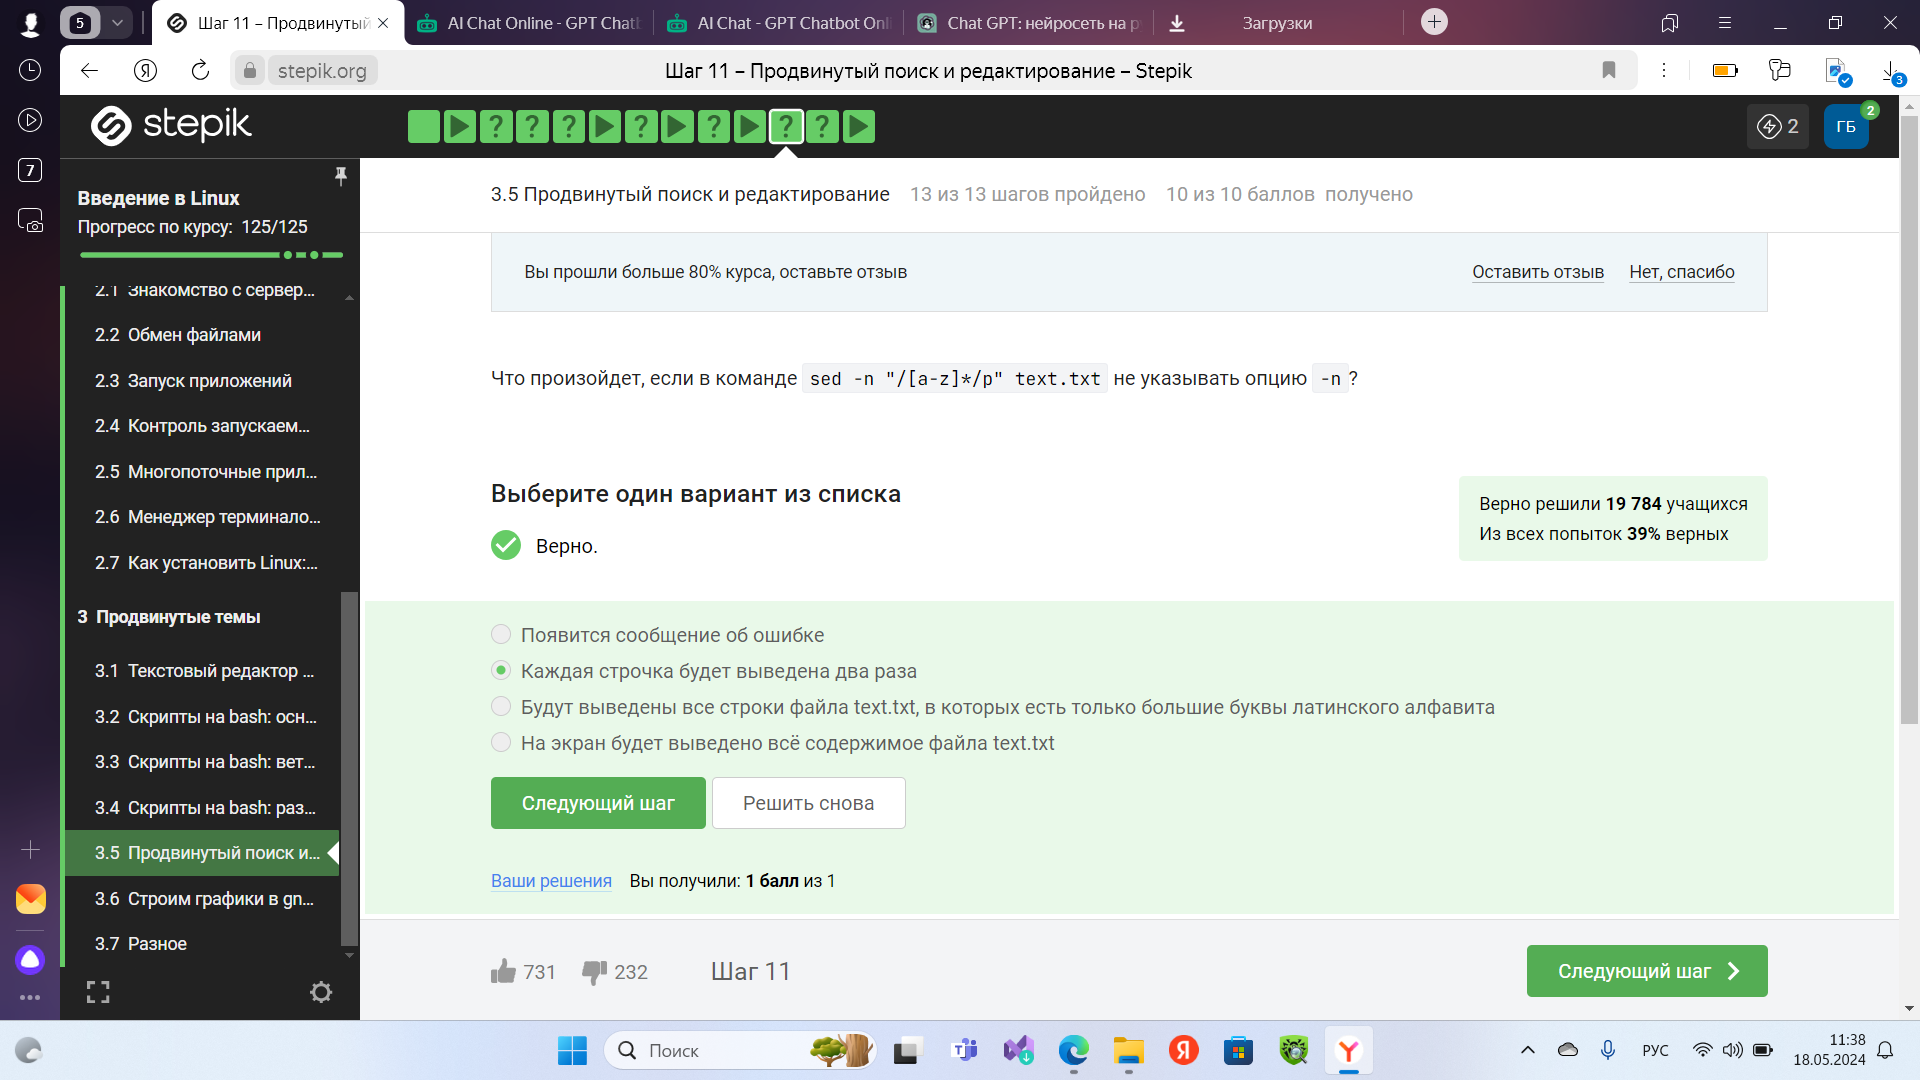 5
Шаг 11 – Продвинутый
AI Chat Online - GPT Chatb
AI Chat - GPT Chatbot Onl
Chat GPT: нейросеть на р
Загрузки
stepik.org
Шаг 11 – Продвинутый поиск и редактирование – Stepik
3
7
stepik
2
ГБ
2
Введение в Linux
Прогресс по курсу: 125/125
2.1 Знакомство с сервер...
2.2 Обмен файлами
2.3 Запуск приложений
2.4 Контроль запускаем...
2.5 Многопоточные прил...
2.6 Менеджер терминало...
2.7 Как установить Linux:...
3 Продвинутые темы
3.1 Текстовый редактор ...
3.2 Скрипты на bash: осн...
3.3 Скрипты на bash: вет...
3.4 Скрипты на bash: раз...
3.5 Продвинутый поиск и...
3.6 Строим графики в gn...
3.7 Разное
3.5 Продвинутый поиск и редактирование 13 из 13 шагов пройдено 10 из 10 баллов получено
Вы прошли больше 80% курса, оставьте отзыв
Оставить отзыв Нет, спасибо
Что произойдет, если в команде sed -n "/[a-z]*/p" text.txt не указывать опцию -n?
Выберите один вариант из списка
Верно.
Верно решили 19 784 учащихся
Из всех попыток 39% верных
Появится сообщение об ошибке
Каждая строчка будет выведена два раза
Будут выведены все строки файла text.txt, в которых есть только большие буквы латинского алфавита
На экран будет выведено всё содержимое файла text.txt
Следующий шаг
Решить снова
Ваши решения Вы получили: 1 балл из 1
731
232
Шаг 11
Следующий шаг
Поиск
РУС
11:38
18.05.2024